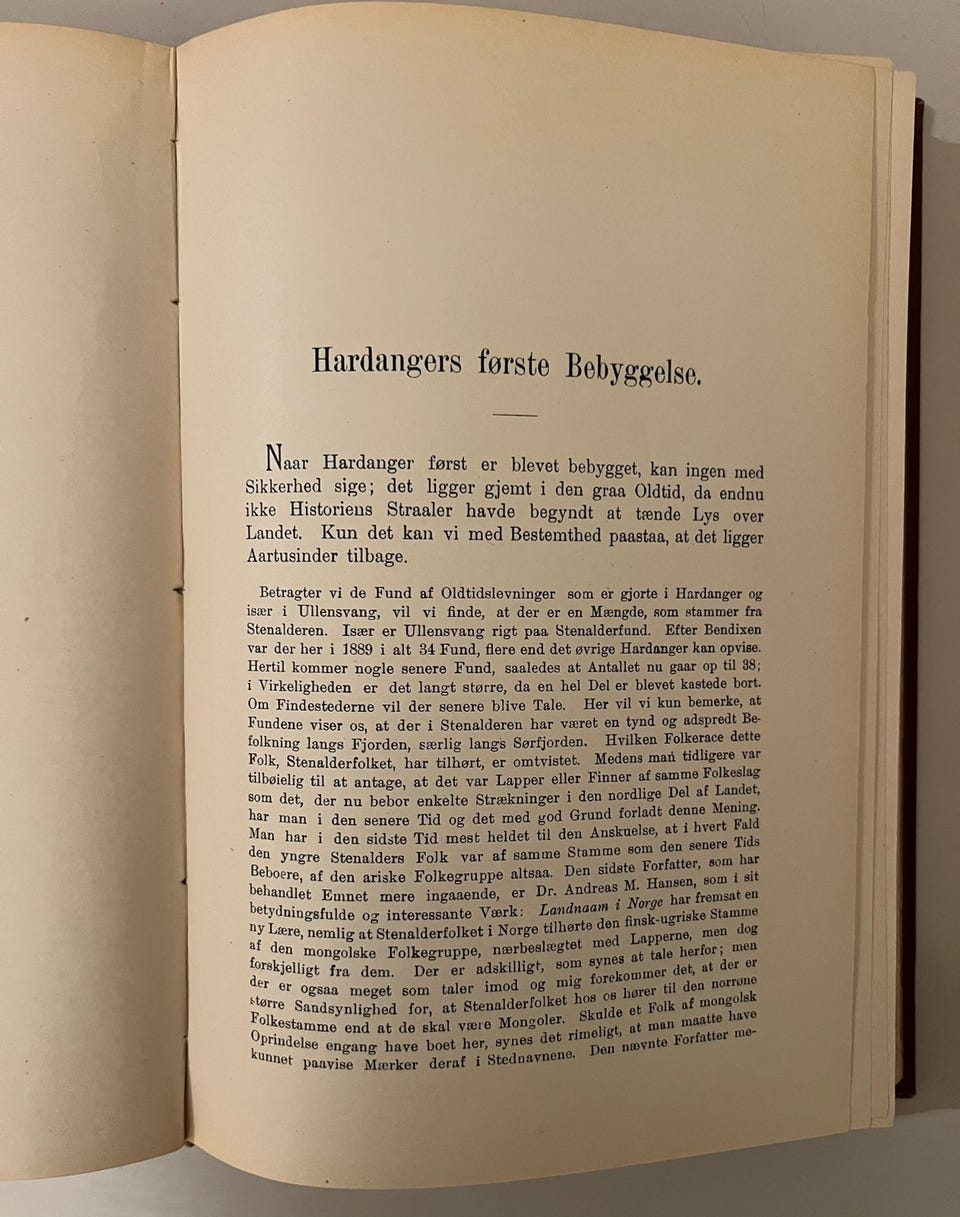 Hardangers første Bebyggelse.
Naar Hardanger først er blevet bebygget, kan ingen med
Sikkerhed sige; det ligger gjemt i den graa Oldtid, da endnu
ikke Historiens Straaler havde begyndt at tænde Lys over
Landet. Kun det kan vi med Bestemthed paastaa, at det ligger
Aartusinder tilbage.
Betragter vi de Fund af Oldtidslevninger som er gjorte i Hardanger og
især i Ullensvang, vil vi finde, at der er en Mængde, som stammer fra
Stenalderen. Især er Ullensvang rigt paa Stenalderfund. Efter Bendixen
var der her i 1889 i alt 34 Fund, flere end det øvrige Hardanger kan opvise.
Hertil kommer nogle senere Fund, saaledes at Antallet nu gaar op til 38;
i Virkeligheden er det langt større, da en hel Del er blevet kastede bort.
Om Findestederne vil der senere blive Tale. Her vil vi kun bemerke, at
Fundene viser os, at der i Stenalderen har været en tynd og adspredt Be-
folkning langs Fjorden, særlig langs Sørfjorden. Hvilken Folkerace dette
Folk, Stenalderfolket, har tilhørt, er omtvistet. Medens man tidligere var
tilbøielig til at antage, at det var Lapper eller Finner af samme Folkeslag
som det, der nu bebor enkelte Strækninger i den nordlige Del af Landet,
har man i den senere Tid og det med god Grund forladt denne Mening.
Man har i den sidste Tid mest heldet til den Anskuelse, at i hvert Fald
den yngre Stenalders Folk var af samme Stamme som den senere Tids
Beboere, af den ariske Folkegruppe altsaa. Den sidste Forfatter, som har
behandlet Emnet mere ingaaende, er Dr. Andreas M. Hansen, som i sit
betydningsfulde og interessante Værk: Landnaam i Norge har fremsat en
ny Lære, nemlig at Stenalderfolket i Norge tilhørte den finsk-ugriske Stamme
af den mongolske Folkegruppe, nærbeslægtet med Lapperne, men dog
forskjelligt fra dem. Der er adskilligt, som synes at tale herfor; men
der er ogsaa meget som taler imod og mig forekommer det, at der er
større Sandsynlighed for, at Stenalderfolket hos os hører til den norrøne
Folkestamme end at de skal være Mongoler. Skulde et Folk af mongolsk
Oprindelse engang have boet her, synes det rimeligt, at man maatte have
kunnet paavise Mærker deraf i Stednavnene. Den nævnte Forfatter me-